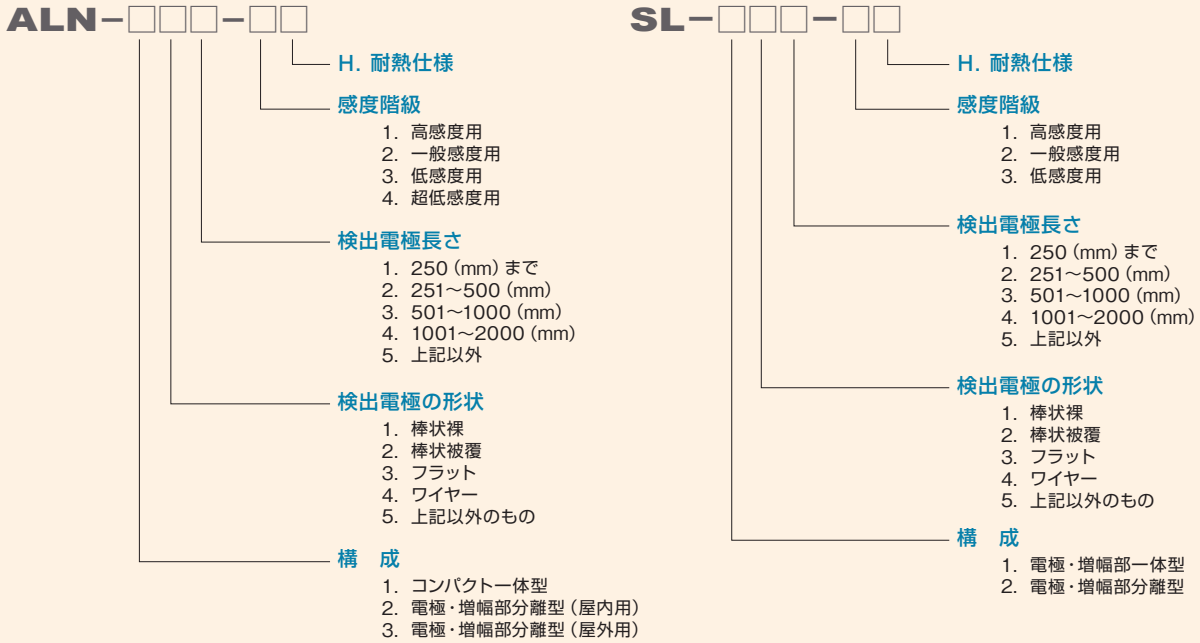 ALN-□□□-□□
H. 耐熱仕様
感度階級
1. 高感度用
2. 一般感度用
3. 低感度用
4. 超低感度用
検出電極長さ
1. 250(mm)まで
2. 251〜500(mm)
3. 501〜1000(mm)
4. 1001〜2000(mm)
5. 上記以外
検出電極の形状
1. 棒状裸
2. 棒状被覆
3. フラット
4. ワイヤー
5. 上記以外のもの
構 成
1. コンパクト一体型
2. 電極・増幅部分離型(屋内用)
3. 電極・増幅部分離型(屋外用)
SL-□□□-□□
H. 耐熱仕様
感度階級
1. 高感度用
2. 一般感度用
3. 低感度用
検出電極長さ
1. 250(mm)まで
2. 251〜500(mm)
3. 501〜1000(mm)
4. 1001〜2000(mm)
5. 上記以外
検出電極の形状
1. 棒状裸
2. 棒状被覆
3. フラット
4. ワイヤー
5. 上記以外のもの
構 成
1. 電極・増幅部一体型
2. 電極・増幅部分離型